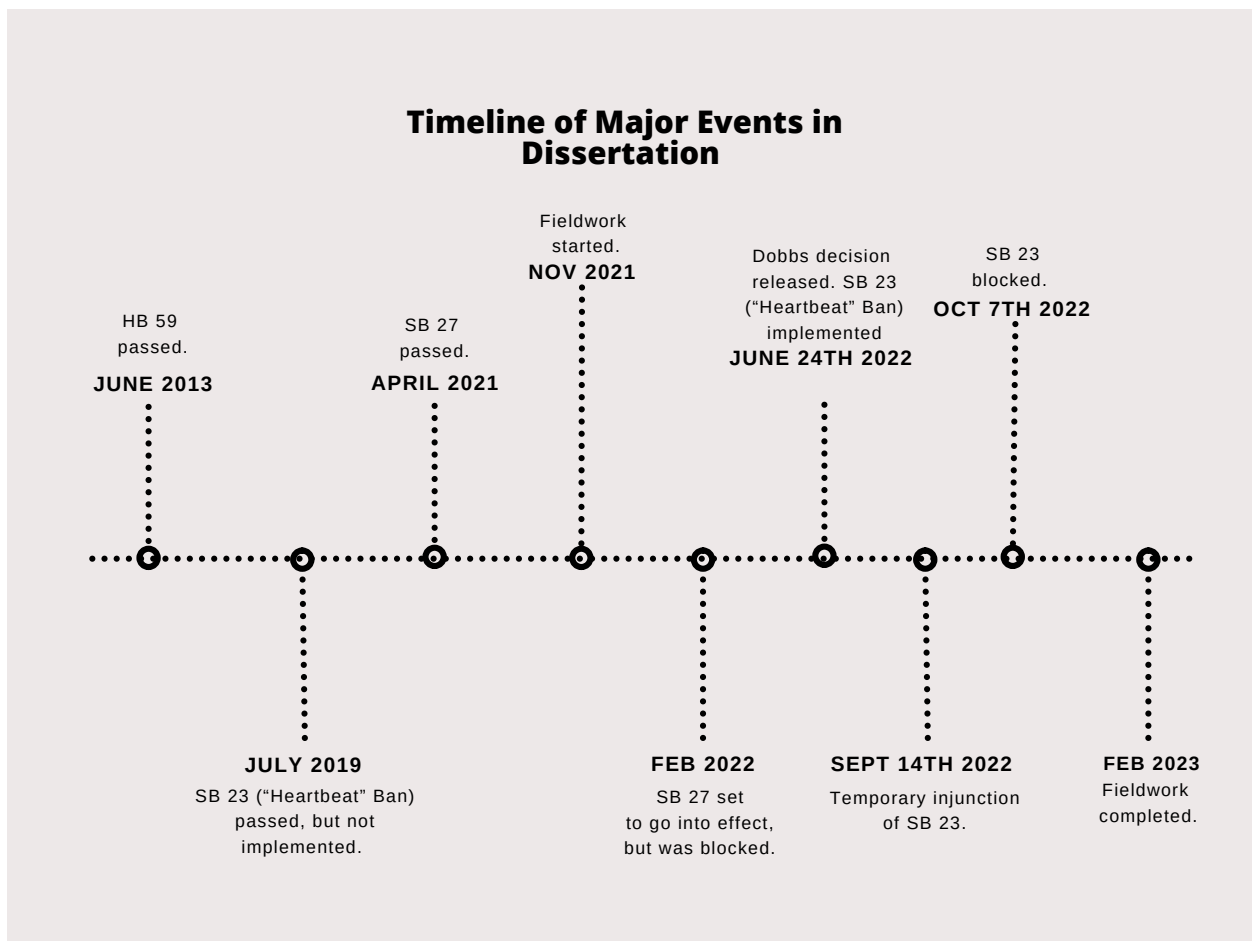 Timeline of Major Events in
Dissertation
HB 59
passed.
JUNE 2013
JULY 2019
SB 23 (“Heartbeat” Ban)
passed, but not
implemented.
SB 27
passed.
APRIL 2021
Fieldwork
started.
NOV 2021
FEB 2022
SB 27 set
to go into effect,
but was blocked.
Dobbs decision
released. SB 23
(“Heartbeat” Ban)
implemented
JUNE 24TH 2022
SEPT 14TH 2022
Temporary injunction
of SB 23.
SB 23
blocked.
OCT 7TH 2022
FEB 2023
Fieldwork
completed.